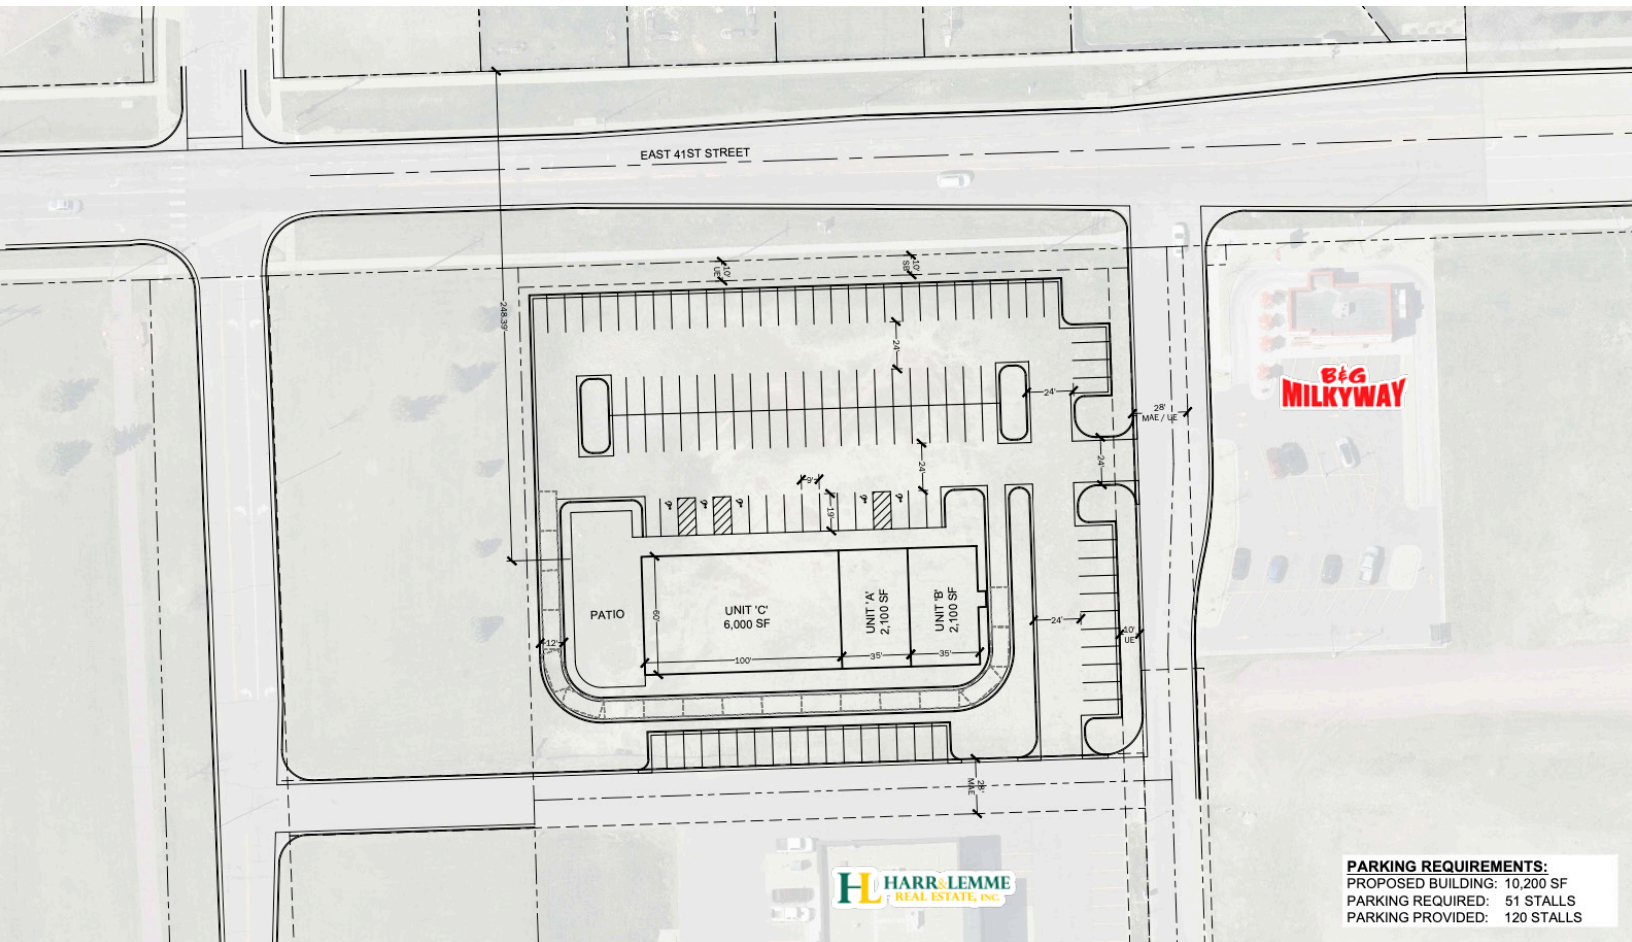 EAST 41ST STREET
10'
UE
10'
SB
248.39'
24'
24'
28'
MAE / UE
24'
24'
9'
19'
PATIO
60'
UNIT 'C'
6,000 SF
UNIT 'A'
2,100 SF
UNIT 'B'
2,100 SF
12'
100'
35'
35'
24'
10'
UE
28'
MAE
B&G
MILKYWAY
HL HARR & LEMME
REAL ESTATE, INC.
PARKING REQUIREMENTS:
PROPOSED BUILDING: 10,200 SF
PARKING REQUIRED: 51 STALLS
PARKING PROVIDED: 120 STALLS